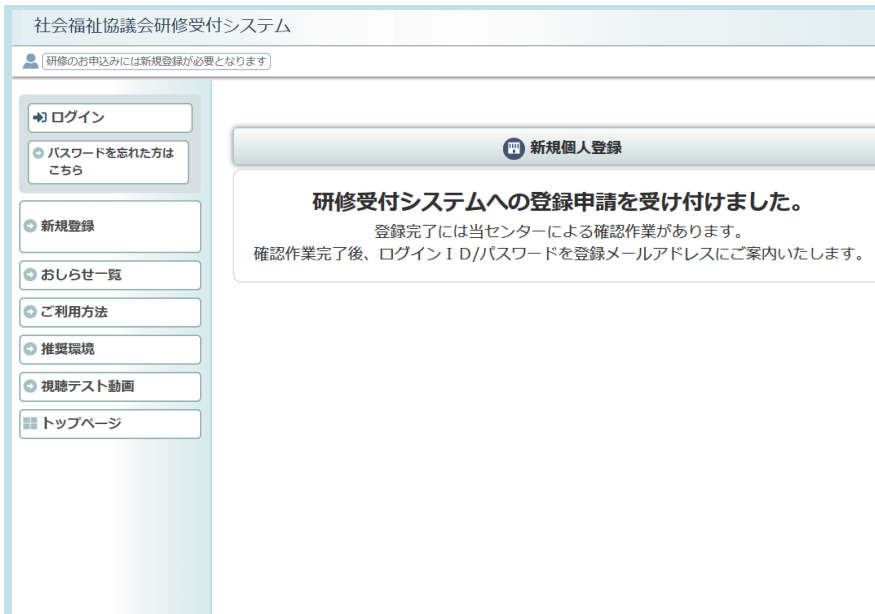 社会福祉協議会研修受付システム
研修のお申込みには新規登録が必要となります
ログイン
パスワードを忘れた方は
こちら
新規登録
おしらせ一覧
ご利用方法
推奨環境
視聴テスト動画
トップページ
新規個人登録
研修受付システムへの登録申請を受け付けました。
登録完了には当センターによる確認作業があります。
確認作業完了後、ログインＩＤ/パスワードを登録メールアドレスにご案内いたします。